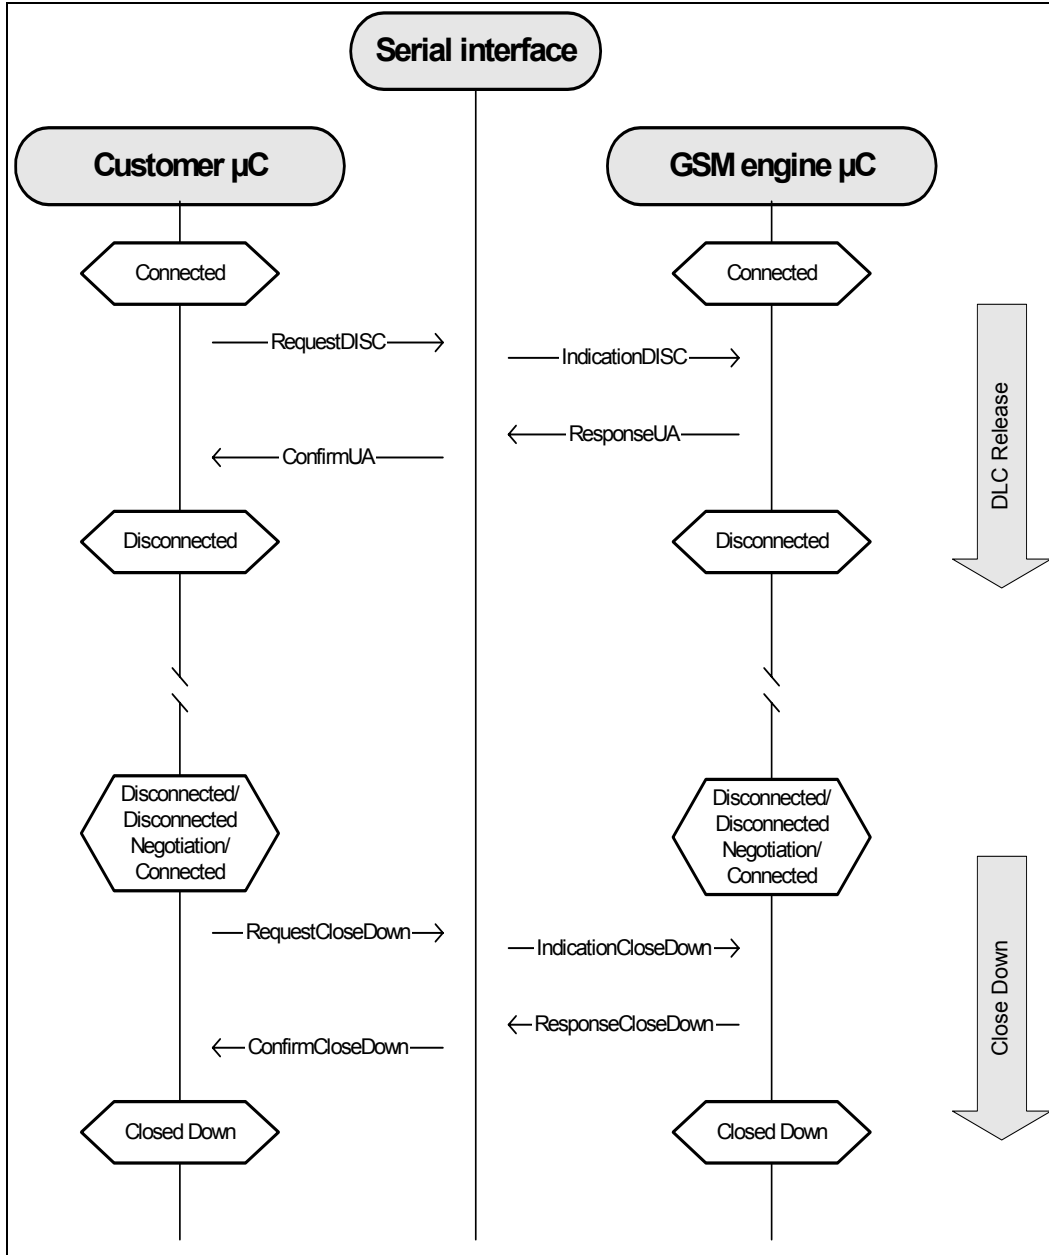 Serial interface
Customer µC
GSM engine µC
Connected
Connected
RequestDISC
IndicationDISC
ResponseUA
ConfirmUA
DLC Release
Disconnected
Disconnected
Disconnected/
Disconnected
Negotiation/
Connected
Disconnected/
Disconnected
Negotiation/
Connected
RequestCloseDown
IndicationCloseDown
ResponseCloseDown
ConfirmCloseDown
Close Down
Closed Down
Closed Down